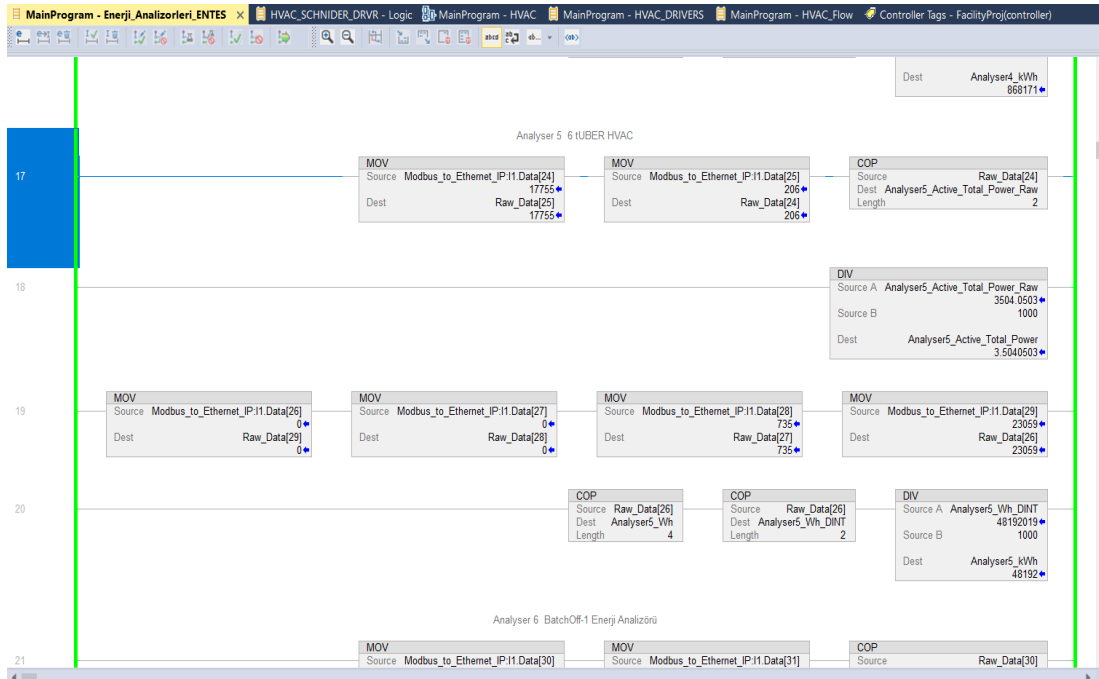 MainProgram - Enerji_Analizorleri_ENTES × HVAC_SCHNIDER_DRVR - Logic MainProgram - HVAC MainProgram - HVAC_DRIVERS MainProgram - HVAC_Flow Controller Tags - FacilityProj(controller)
Dest Analyser4_kWh
868171
Analyser 5 6 tUBER HVAC
17
MOV MOV COP
Source Modbus_to_Ethernet_IP:I1.Data[24] Source Modbus_to_Ethernet_IP:I1.Data[25] Source Raw_Data[24]
17755 206 Dest Analyser5_Active_Total_Power_Raw
Dest Raw_Data[25] Dest Raw_Data[24] Length 2
17755 206
DIV
18 Source A Analyser5_Active_Total_Power_Raw
3504.0503
Source B 1000
Dest Analyser5_Active_Total_Power
3.5040503
MOV MOV MOV MOV
19 Source Modbus_to_Ethernet_IP:I1.Data[26] Source Modbus_to_Ethernet_IP:I1.Data[27] Source Modbus_to_Ethernet_IP:I1.Data[28] Source Modbus_to_Ethernet_IP:I1.Data[29]
0 0 735 23059
Dest Raw_Data[29] Dest Raw_Data[28] Dest Raw_Data[27] Dest Raw_Data[26]
0 0 735 23059
COP COP DIV
20 Source Raw_Data[26] Source Raw_Data[26] Source A Analyser5_Wh_DINT
Dest Analyser5_Wh Dest Analyser5_Wh_DINT 48192019
Length 4 Length 2 Source B 1000
Dest Analyser5_kWh
48192
Analyser 6 BatchOff-1 Enerji Analizörü
MOV MOV COP
21 Source Modbus_to_Ethernet_IP:I1.Data[30] Source Modbus_to_Ethernet_IP:I1.Data[31] Source Raw_Data[30]